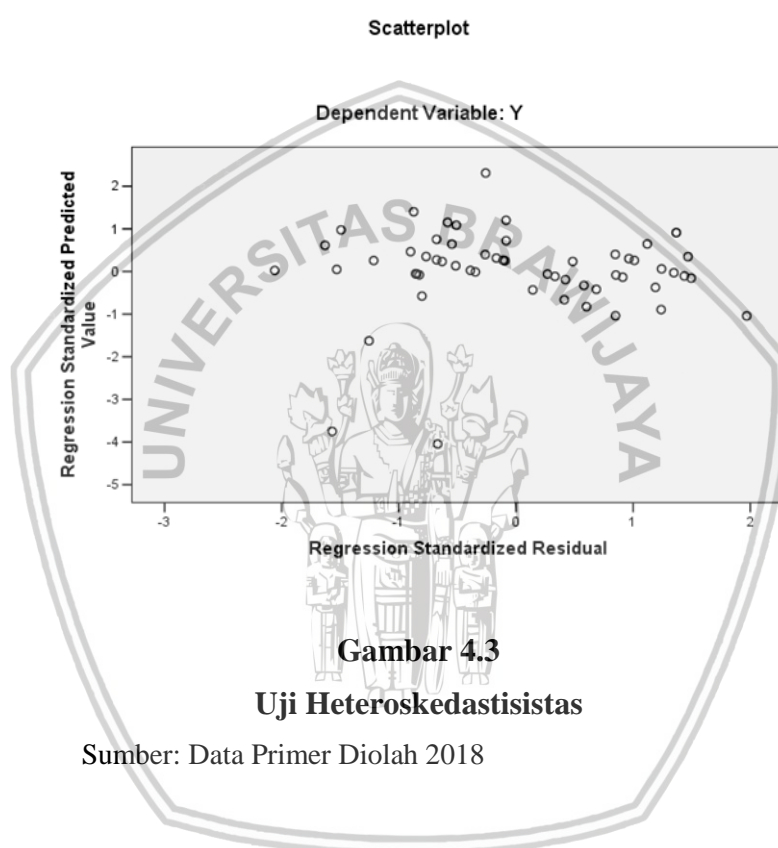 Scatterplot
Dependent Variable: Y
UNIVERSITAS BRAWIJAYA
Regression Standardized Predicted
Value
2
1
0
-1
-2
-3
-4
-5
-3
-2
-1
0
1
2
Regression Standardized Residual
Gambar 4.3
Uji Heteroskedastisistas
Sumber: Data Primer Diolah 2018